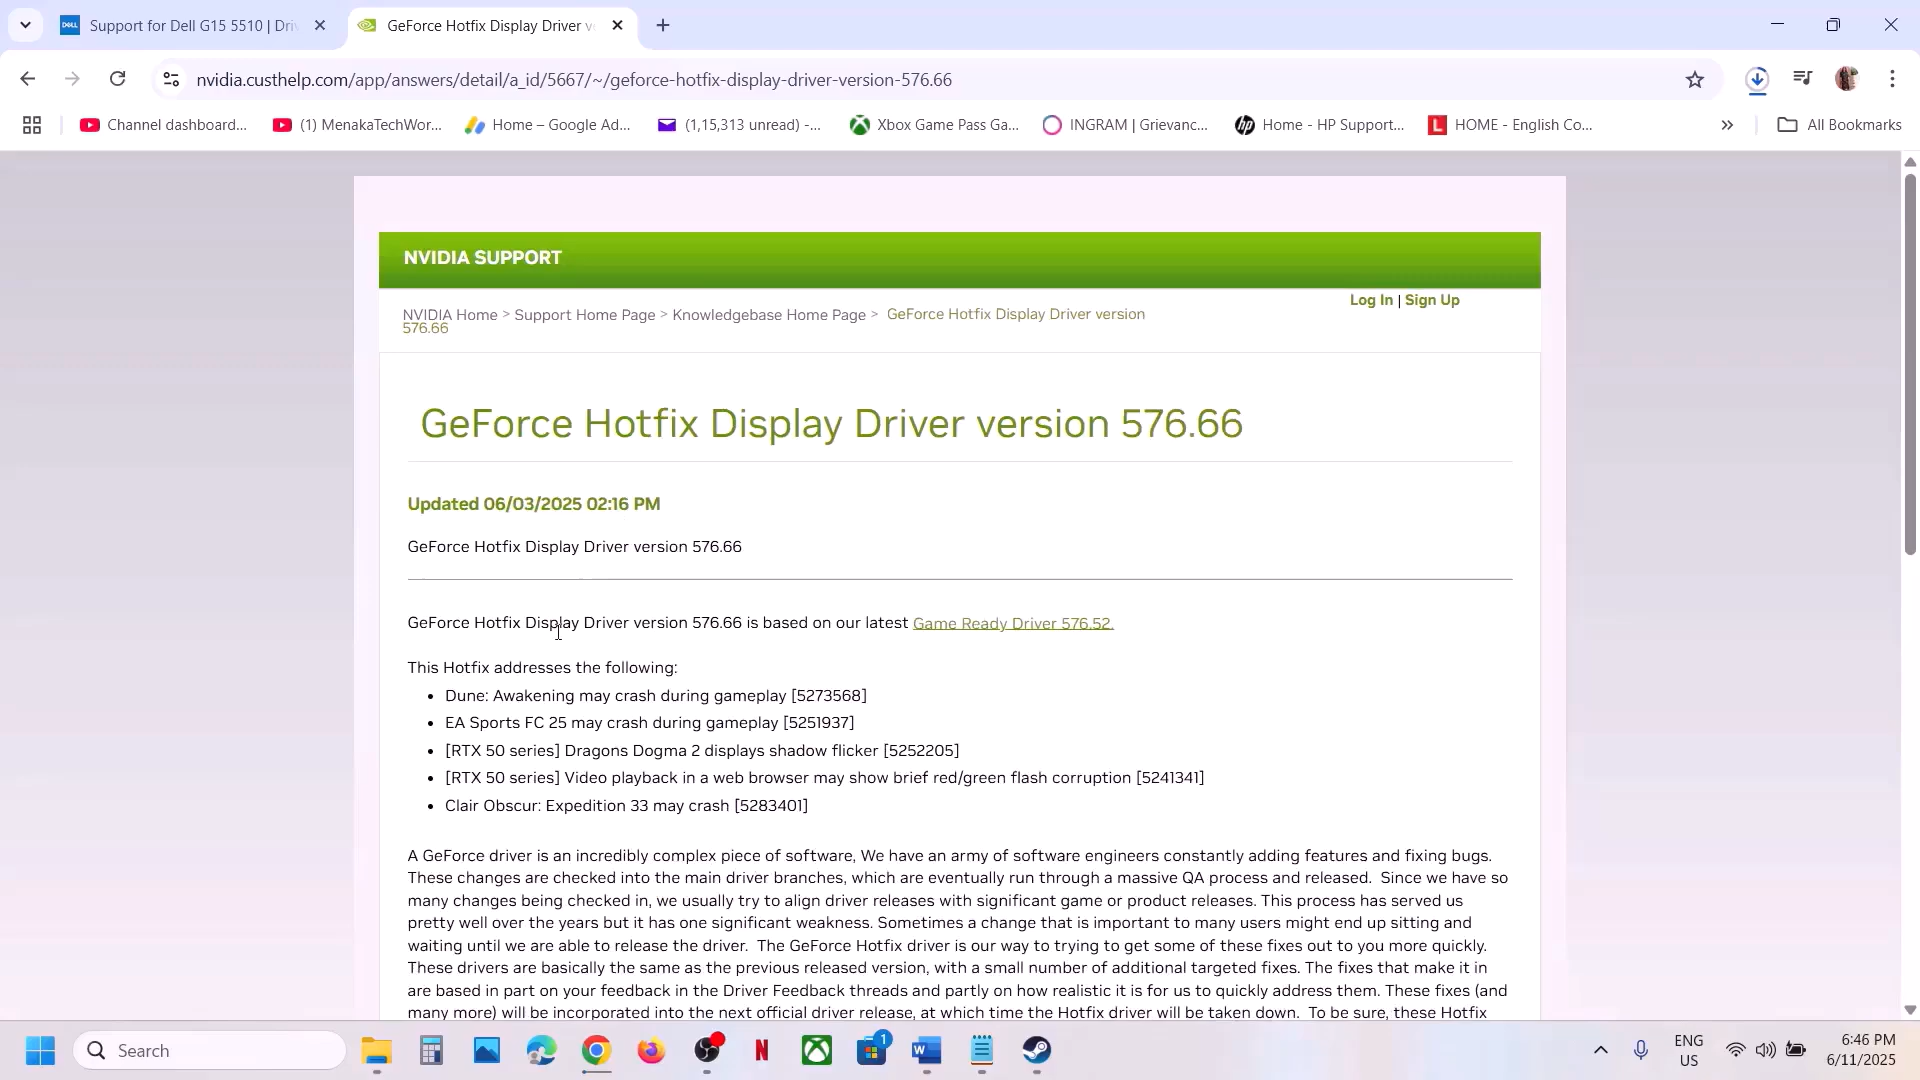 Support for Dell G15 5510 | Dri
GeForce Hotfix Display Driver v
nvidia.custhelp.com/app/answers/detail/a_id/5667/~/geforce-hotfix-display-driver-version-576.66
Channel dashboard...
(1) MenakaTechWor...
Home – Google Ad...
(1,15,313 unread) -...
Xbox Game Pass Ga...
INGRAM | Grievanc...
Home - HP Support...
HOME - English Co...
All Bookmarks
NVIDIA SUPPORT
Log In | Sign Up
NVIDIA Home > Support Home Page > Knowledgebase Home Page > GeForce Hotfix Display Driver version
576.66
GeForce Hotfix Display Driver version 576.66
Updated 06/03/2025 02:16 PM
GeForce Hotfix Display Driver version 576.66
GeForce Hotfix Display Driver version 576.66 is based on our latest Game Ready Driver 576.52.
This Hotfix addresses the following:
• Dune: Awakening may crash during gameplay [5273568]
• EA Sports FC 25 may crash during gameplay [5251937]
• [RTX 50 series] Dragons Dogma 2 displays shadow flicker [5252205]
• [RTX 50 series] Video playback in a web browser may show brief red/green flash corruption [5241341]
• Clair Obscur: Expedition 33 may crash [5283401]
A GeForce driver is an incredibly complex piece of software, We have an army of software engineers constantly adding features and fixing bugs.
These changes are checked into the main driver branches, which are eventually run through a massive QA process and released.  Since we have so
many changes being checked in, we usually try to align driver releases with significant game or product releases. This process has served us
pretty well over the years but it has one significant weakness. Sometimes a change that is important to many users might end up sitting and
waiting until we are able to release the driver.  The GeForce Hotfix driver is our way to trying to get some of these fixes out to you more quickly.
These drivers are basically the same as the previous released version, with a small number of additional targeted fixes. The fixes that make it in
are based in part on your feedback in the Driver Feedback threads and partly on how realistic it is for us to quickly address them. These fixes (and
many more) will be incorporated into the next official driver release, at which time the Hotfix driver will be taken down.  To be sure, these Hotfix
Search
1
ENG
US
6:46 PM
6/11/2025